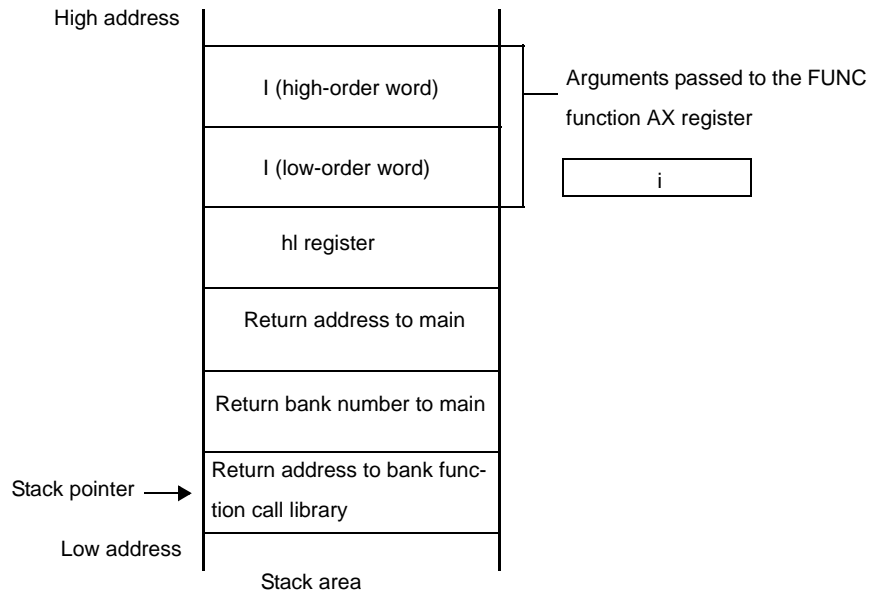 High address
I (high-order word)
Arguments passed to the FUNC
function AX register
I (low-order word)
i
hl register
Return address to main
Return bank number to main
Return address to bank func-
tion call library
Stack pointer
Low address
Stack area